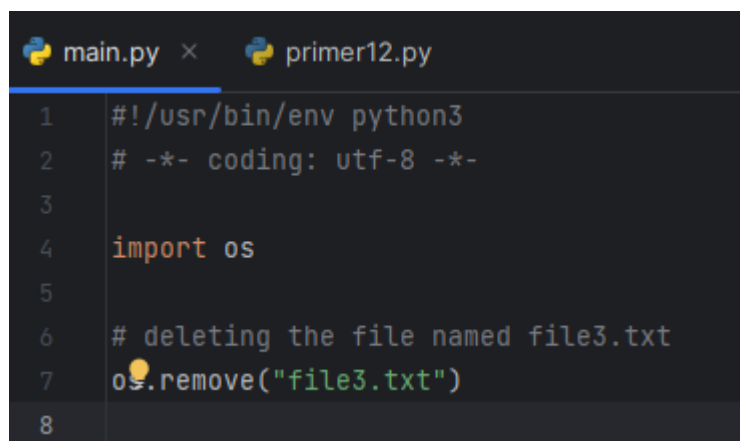 main.py × primer12.py
1 #!/usr/bin/env python3
2 # -*- coding: utf-8 -*-
3
4 import os
5
6 # deleting the file named file3.txt
7 os.remove("file3.txt")
8